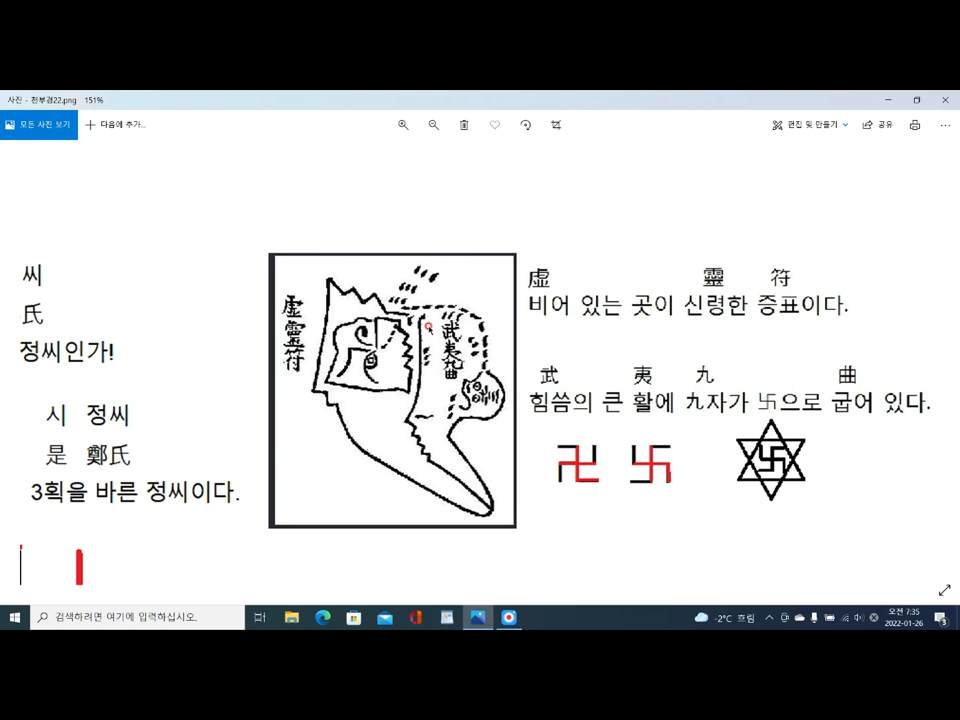 사진 - 천부경22.png 151%
모든 사진 보기 다음에 추가... 편집 및 만들기 공유
씨
氏
정씨인가!
시 정씨
是 鄭氏
3획을 바른 정씨이다.
虛靈符
武夷九曲
虛 靈 符
비어 있는 곳이 신령한 증표이다.
武 夷 九 曲
힘씀의 큰 활에 九자가 卐으로 굽어 있다.
卍 卐
卐
검색하려면 여기에 입력하십시오.
-2°C 흐림
오전 7:35
2022-01-26
3